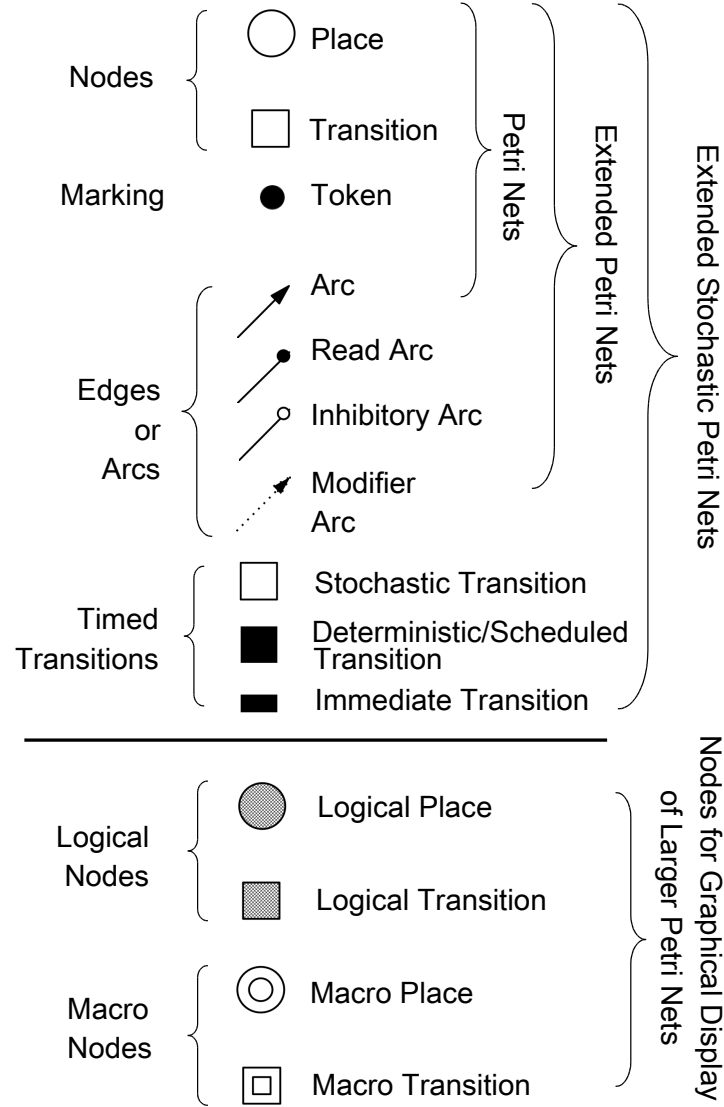 Nodes
Place
Transition
Marking
Token
Edges
or
Arcs
Arc
Read Arc
Inhibitory Arc
Modifier
Arc
Timed
Transitions
Stochastic Transition
Deterministic/Scheduled
Transition
Immediate Transition
Petri Nets
Extended Petri Nets
Extended Stochastic Petri Nets
Logical
Nodes
Logical Place
Logical Transition
Macro
Nodes
Macro Place
Macro Transition
Nodes for Graphical Display
of Larger Petri Nets